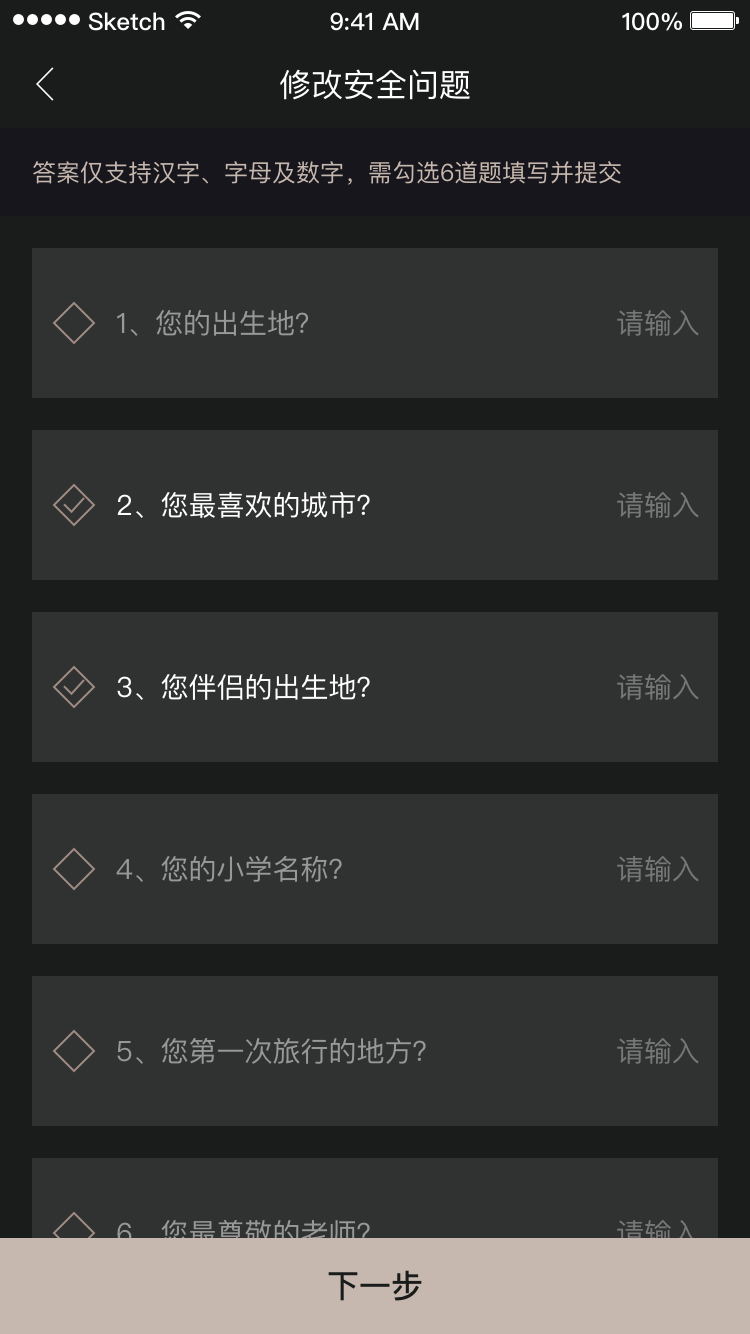 Sketch 9:41 AM 100%
修改安全问题
答案仅支持汉字、字母及数字，需勾选6道题填写并提交
1、您的出生地? 请输入
2、您最喜欢的城市? 请输入
3、您伴侣的出生地? 请输入
4、您的小学名称? 请输入
5、您第一次旅行的地方? 请输入
6、您最尊敬的老师? 请输入
下一步